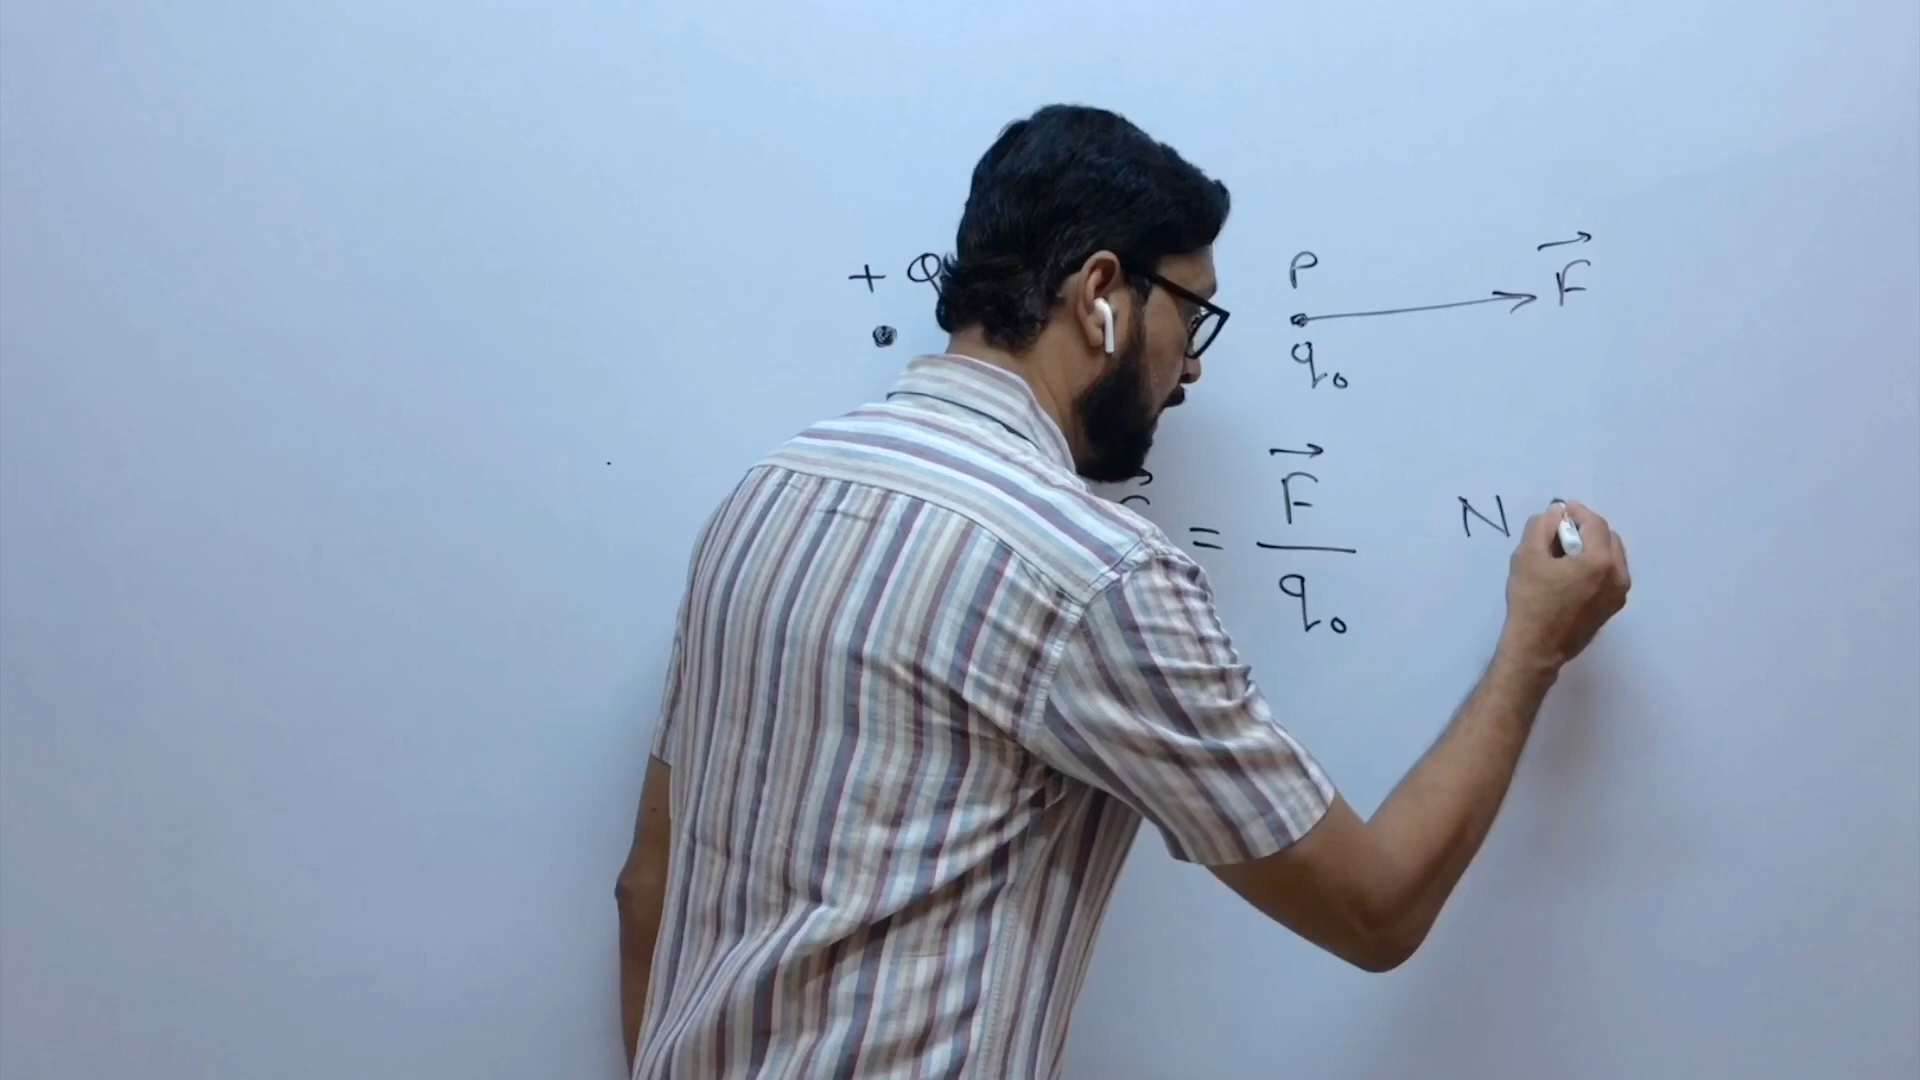 + Q P F⃗
q₀
= F⃗ / q₀ N